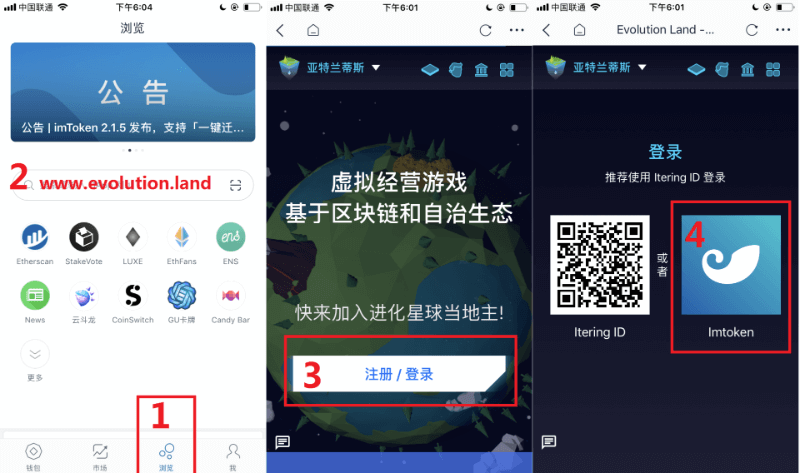 中国联通
下午6:04
浏览
公 告
公告 | imToken 2.1.5 发布，支持「一键迁...
2
www.evolution.land
Etherscan
StakeVote
LUXE
EthFans
ENS
ens
News
云斗龙
CoinSwitch
GU卡牌
Candy Bar
更多
1
钱包
市场
浏览
我
中国联通
下午6:01
亚特兰蒂斯
虚拟经营游戏
基于区块链和自治生态
快来加入进化星球当地主!
3
注册 / 登录
中国联通
下午6:01
Evolution Land -...
亚特兰蒂斯
登录
推荐使用 Itering ID 登录
4
或者
Itering ID
Imtoken